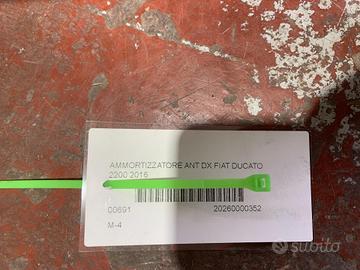 AMMORTIZZATORE ANT DX FIAT DUCATO
2200 2016
00691 20260000352
M-4
subito